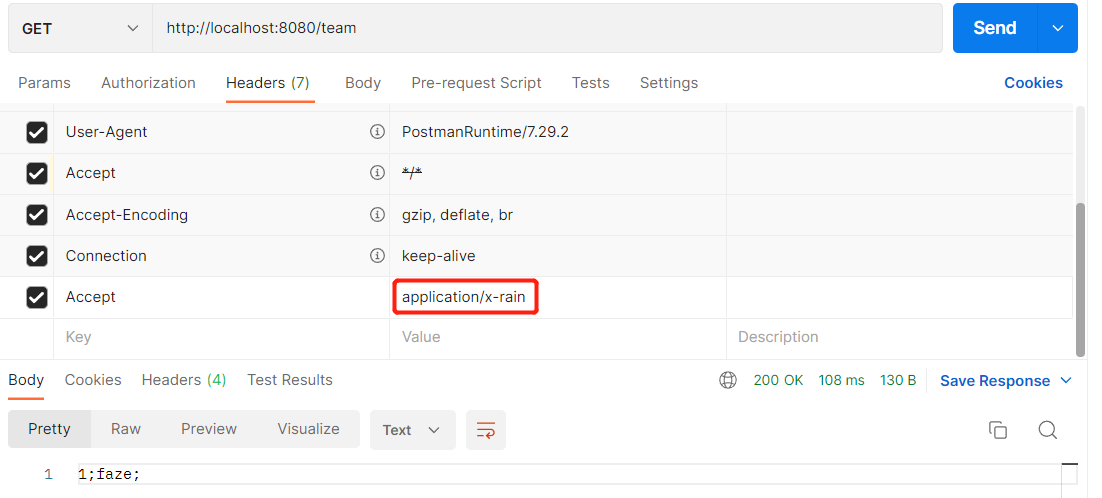 GET http://localhost:8080/team Send
Params Authorization Headers (7) Body Pre-request Script Tests Settings Cookies
User-Agent PostmanRuntime/7.29.2
Accept */*
Accept-Encoding gzip, deflate, br
Connection keep-alive
Accept application/x-rain
Key Value Description
Body Cookies Headers (4) Test Results 200 OK 108 ms 130 B Save Response
Pretty Raw Preview Visualize Text
1 1;faze;